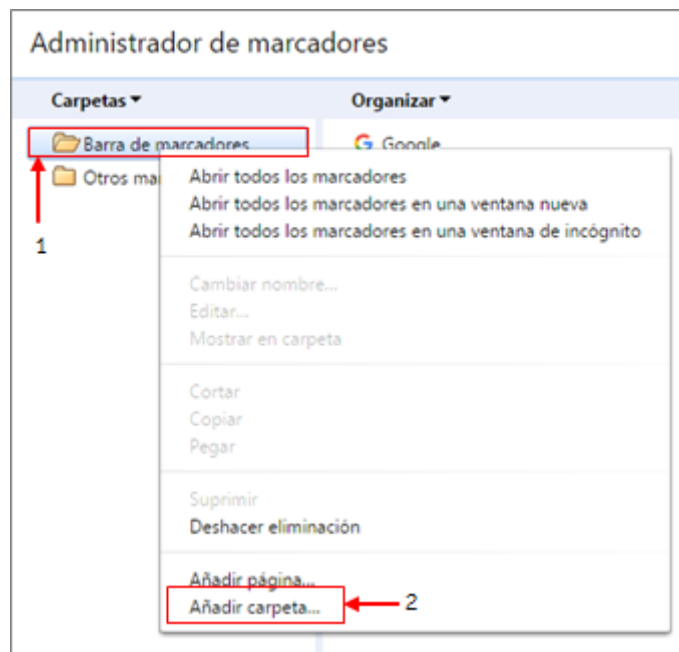 Administrador de marcadores
Carpetas ▼ Organizar ▼
Barra de marcadores Google
Otros
Abrir todos los marcadores
Abrir todos los marcadores en una ventana nueva
Abrir todos los marcadores en una ventana de incógnito
1
Cambiar nombre...
Editar...
Mostrar en carpeta
Cortar
Copiar
Pegar
Suprimir
Deshacer eliminación
Añadir página...
Añadir carpeta... 2